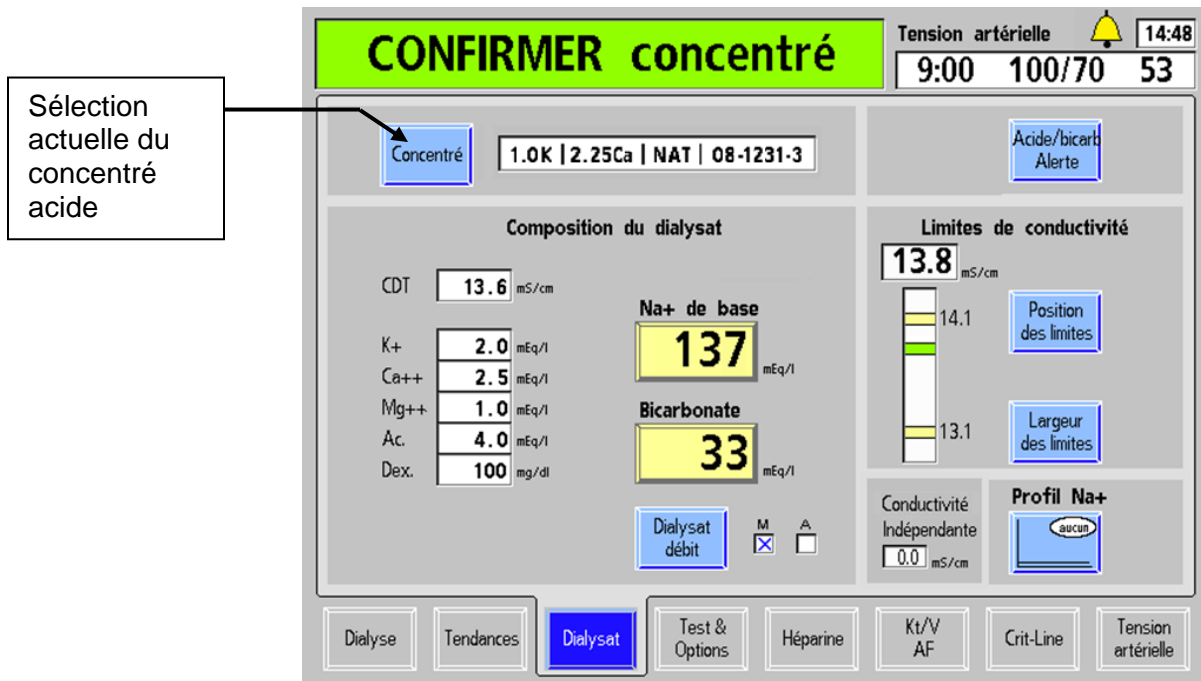 CONFIRMER concentré
Tension artérielle
14:48
9:00 100/70 53
Sélection
actuelle du
concentré
acide
Concentré
1.0K | 2.25Ca | NAT | 08-1231-3
Acide/bicarb
Alerte
Composition du dialysat
CDT 13.6 mS/cm
K+ 2.0 mEq/l
Ca++ 2.5 mEq/l
Mg++ 1.0 mEq/l
Ac. 4.0 mEq/l
Dex. 100 mg/dl
Na+ de base
137 mEq/l
Bicarbonate
33 mEq/l
Dialysat
débit
M A
Limites de conductivité
13.8 mS/cm
14.1
13.1
Position
des limites
Largeur
des limites
Conductivité
Indépendante
0.0 mS/cm
Profil Na+
aucun
Dialyse
Tendances
Dialysat
Test &
Options
Héparine
Kt/V
AF
Crit-Line
Tension
artérielle